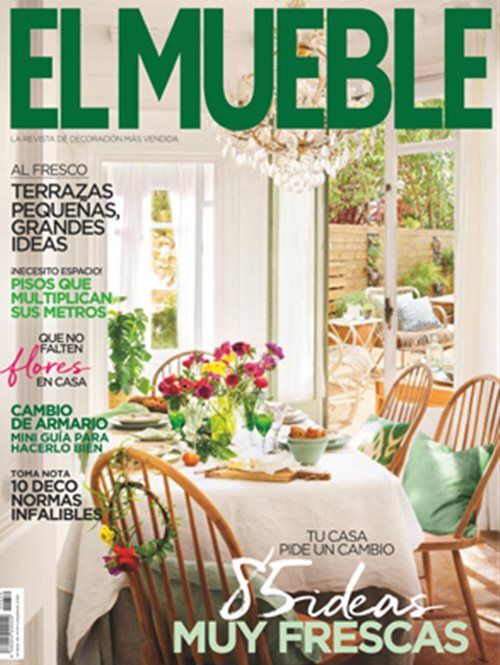 EL MUEBLE
LA REVISTA DE DECORACIÓN MÁS VENDIDA
AL FRESCO
TERRAZAS
PEQUEÑAS,
GRANDES
IDEAS
¡NECESITO ESPACIO!
PISOS QUE
MULTIPLICAN
SUS METROS
QUE NO
FALTEN
flores
EN CASA
CAMBIO
DE ARMARIO
MINI GUÍA PARA
HACERLO BIEN
TOMA NOTA
10 DECO
NORMAS
INFALIBLES
TU CASA
PIDE UN CAMBIO
85 ideas
MUY FRESCAS